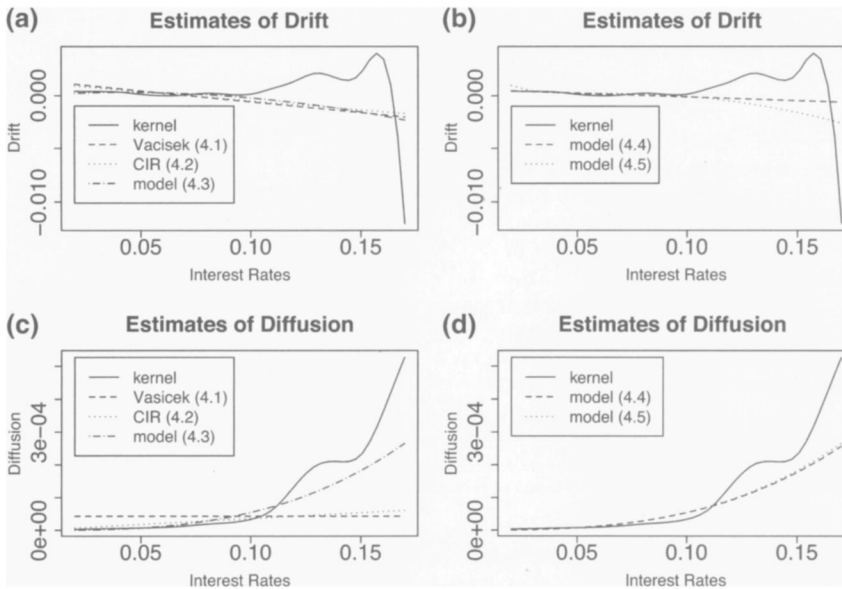 (a) Estimates of Drift
Drift
0.000
-0.010
kernel
Vacisek (4.1)
CIR (4.2)
model (4.3)
0.05 0.10 0.15
Interest Rates
(b) Estimates of Drift
Drift
0.000
-0.010
kernel
model (4.4)
model (4.5)
0.05 0.10 0.15
Interest Rates
(c) Estimates of Diffusion
Diffusion
3e-04
0e+00
kernel
Vasicek (4.1)
CIR (4.2)
model (4.3)
0.05 0.10 0.15
Interest Rates
(d) Estimates of Diffusion
Diffusion
3e-04
0e+00
kernel
model (4.4)
model (4.5)
0.05 0.10 0.15
Interest Rates